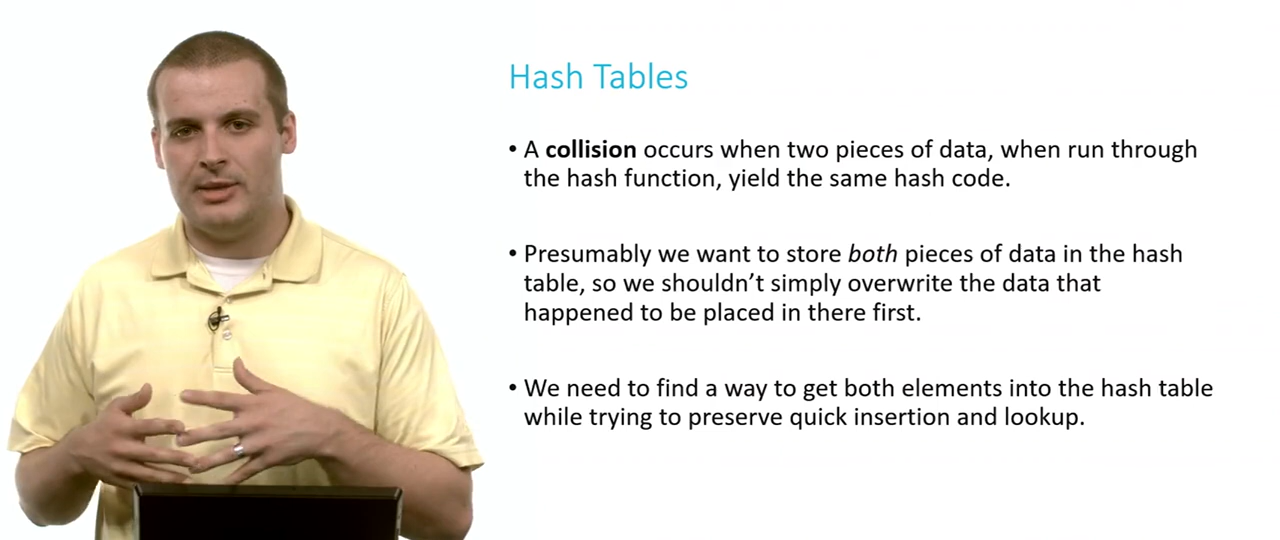 Hash Tables
• A collision occurs when two pieces of data, when run through
the hash function, yield the same hash code.
• Presumably we want to store both pieces of data in the hash
table, so we shouldn’t simply overwrite the data that
happened to be placed in there first.
• We need to find a way to get both elements into the hash table
while trying to preserve quick insertion and lookup.